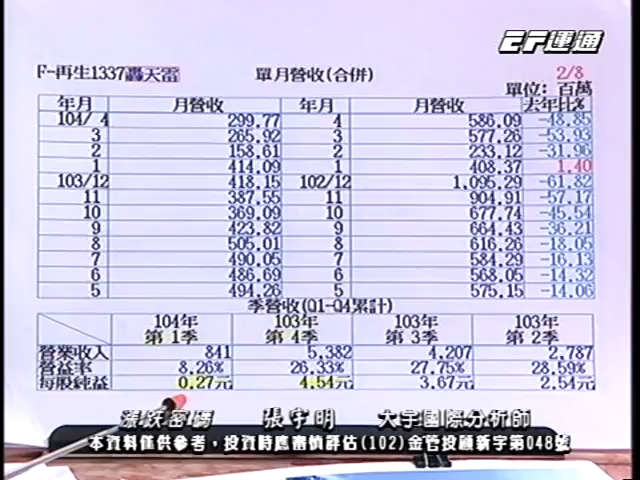 EF運通
F-再生1337轟天雷 單月營收(合併) 2/8
單位: 百萬
年月 月營收 年月 月營收 去年比%
104/ 4 299.77 4 586.09 -48.85
3 265.92 3 577.26 -53.93
2 158.61 2 233.12 -31.96
1 414.09 1 408.37 1.40
103/12 418.15 102/12 1,095.29 -61.82
11 387.55 11 904.91 -57.17
10 369.09 10 677.74 -45.54
9 423.82 9 664.43 -36.21
8 505.01 8 616.26 -18.05
7 490.05 7 584.29 -16.13
6 486.69 6 568.05 -14.32
5 494.26 5 575.15 -14.06
季營收(Q1-Q4累計)
104年 103年 103年 103年
第 1季 第 4季 第 3季 第 2季
營業收入 841 5,382 4,207 2,787
營益率 8.26% 26.33% 27.75% 28.59%
每股純益 0.27元 4.54元 3.67元 2.54元
漲跌密碼 張宇明 大宇國際分析師
本資料僅供參考，投資時應審慎評估(102)金管投顧新字第048號